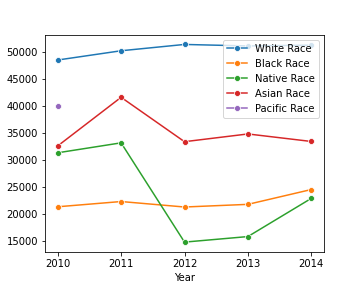 50000
45000
40000
35000
30000
25000
20000
15000
White Race
Black Race
Native Race
Asian Race
Pacific Race
2010 2011 2012 2013 2014
Year